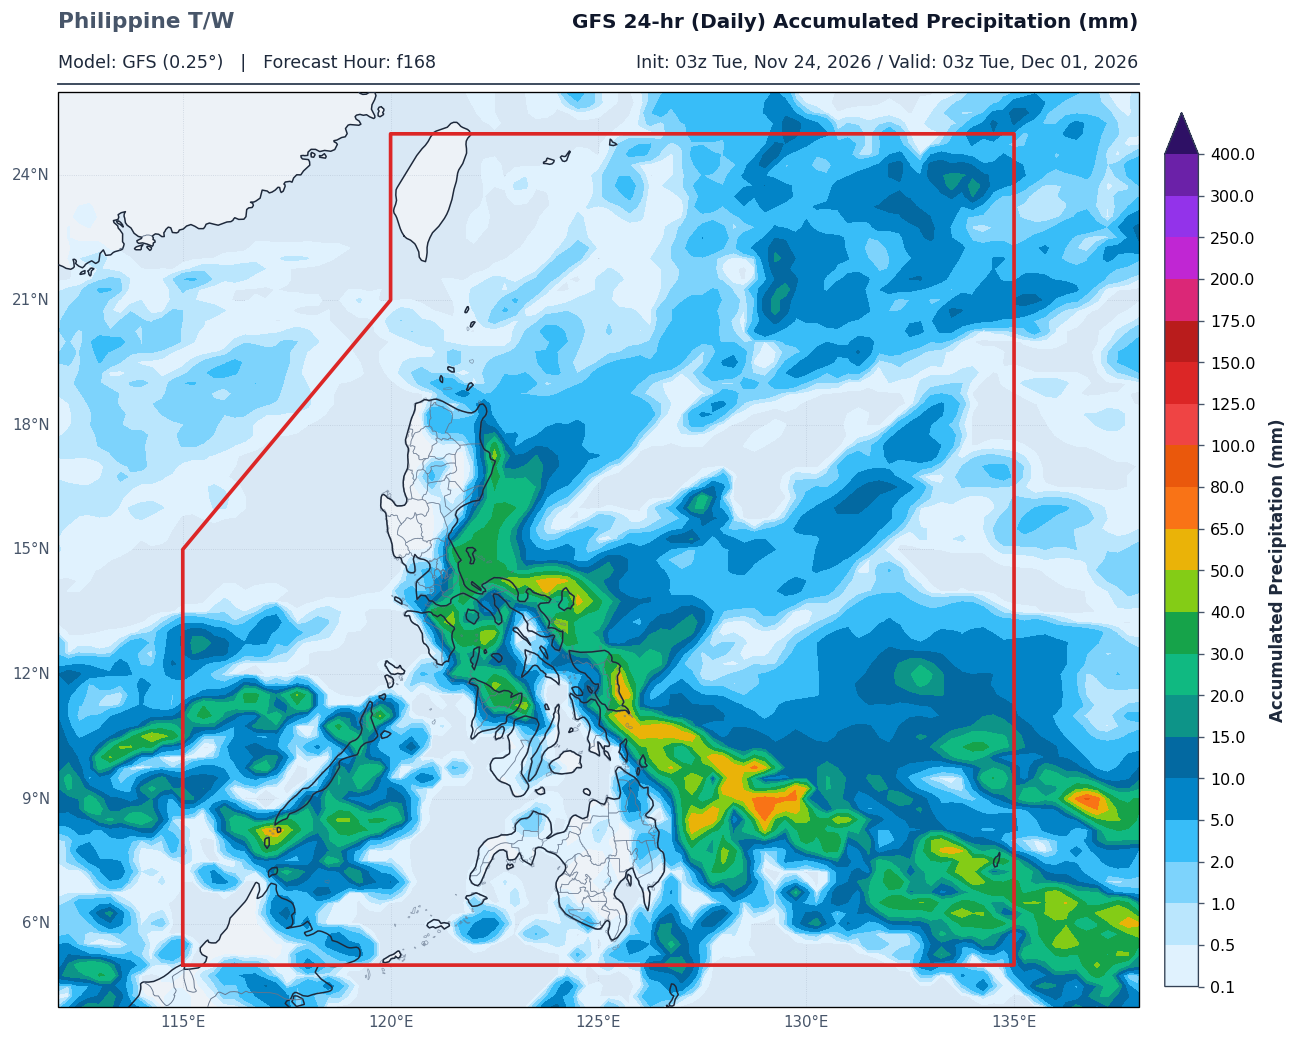 Philippine T/W
GFS 24-hr (Daily) Accumulated Precipitation (mm)
Model: GFS (0.25°)   |   Forecast Hour: f168
Init: 03z Tue, Nov 24, 2026 / Valid: 03z Tue, Dec 01, 2026
24°N
21°N
18°N
15°N
12°N
9°N
6°N
115°E
120°E
125°E
130°E
135°E
400.0
300.0
250.0
200.0
175.0
150.0
125.0
100.0
80.0
65.0
50.0
40.0
30.0
20.0
15.0
10.0
5.0
2.0
1.0
0.5
0.1
Accumulated Precipitation (mm)